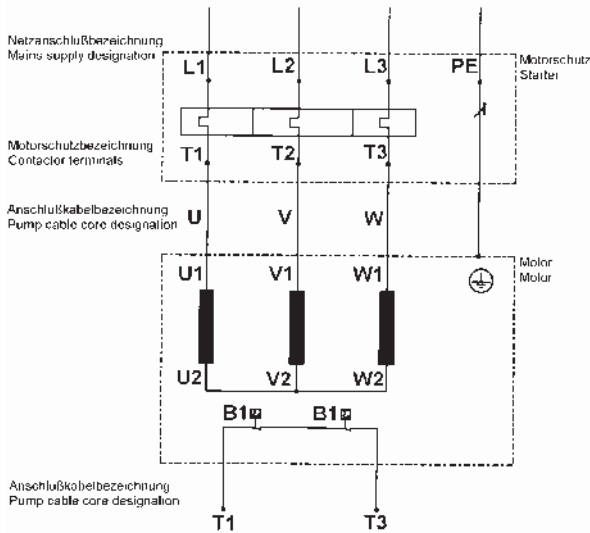 Netzanschlußbezeichnung
Mains supply designation
L1 L2 L3 PE
Motorschutz
Starter
Motorschutzbezeichnung
Contactor terminals
T1 T2 T3
Anschlußkabelbezeichnung
Pump cable core designation
U V W
Motor
Motor
U1 V1 W1
U2 V2 W2
B1 B1
Anschlußkabelbezeichnung
Pump cable core designation
T1 T3